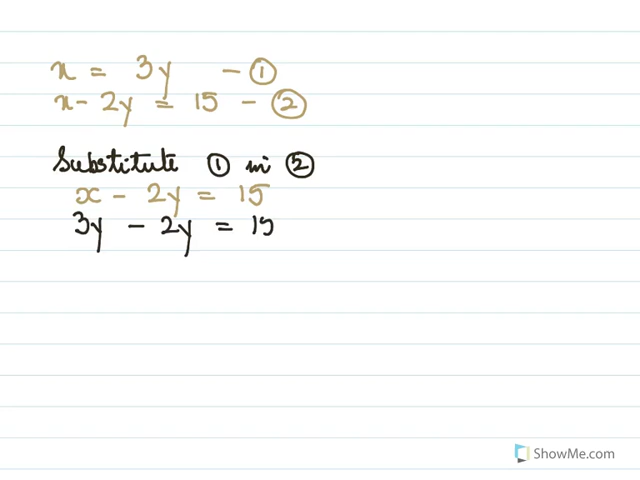 x = 3y - ①
x - 2y = 15 - ②
Substitute ① in ②
x - 2y = 15
3y - 2y = 15
ShowMe.com